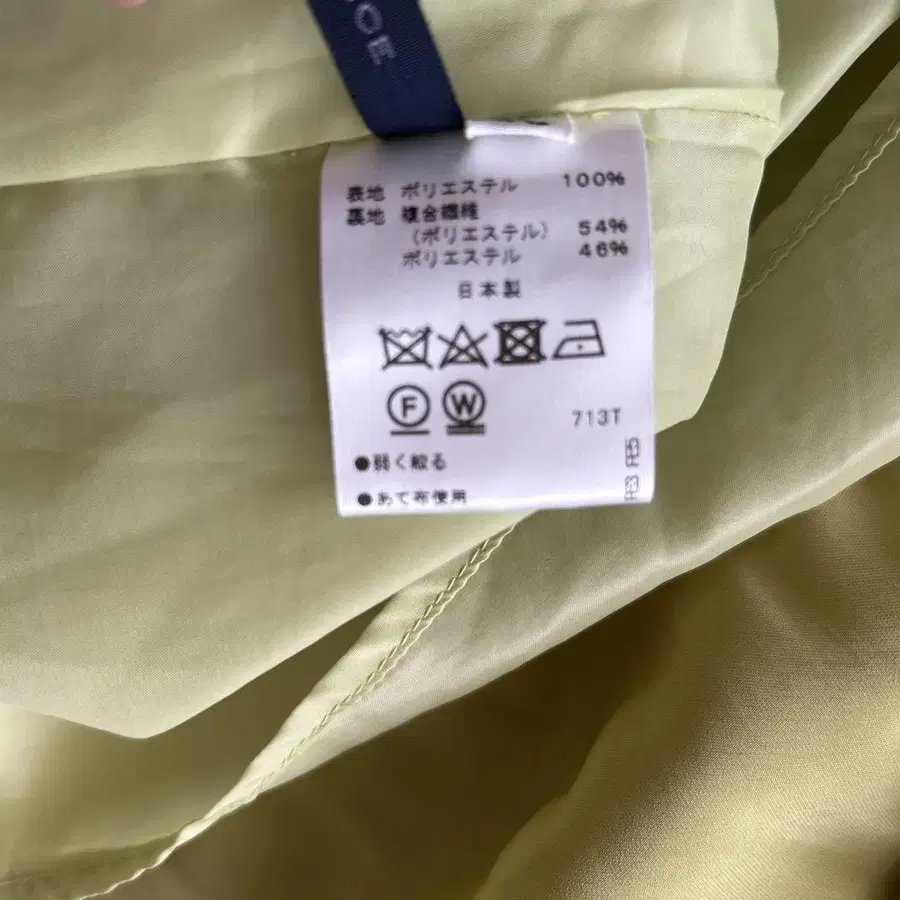 表地 ポリエステル 100%
裏地 複合繊維
(ポリエステル) 54%
ポリエステル 46%
日本製
F W
713T
●弱く絞る
●あて布使用